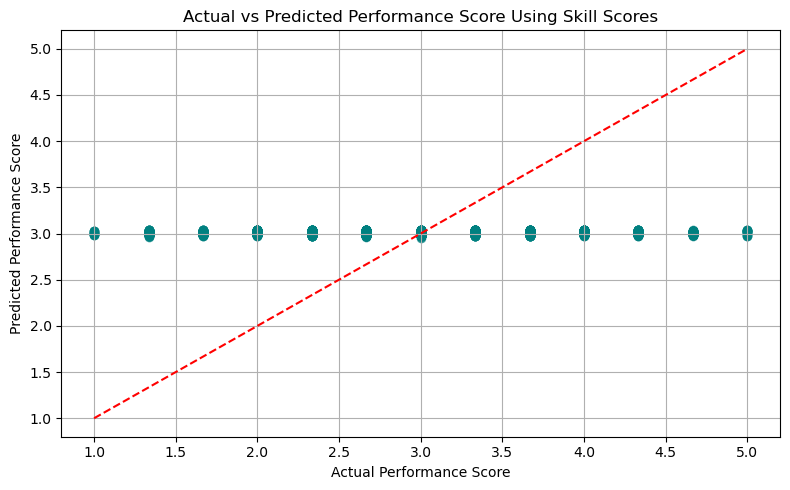 Actual vs Predicted Performance Score Using Skill Scores
Predicted Performance Score
5.0
4.5
4.0
3.5
3.0
2.5
2.0
1.5
1.0
1.0 1.5 2.0 2.5 3.0 3.5 4.0 4.5 5.0
Actual Performance Score